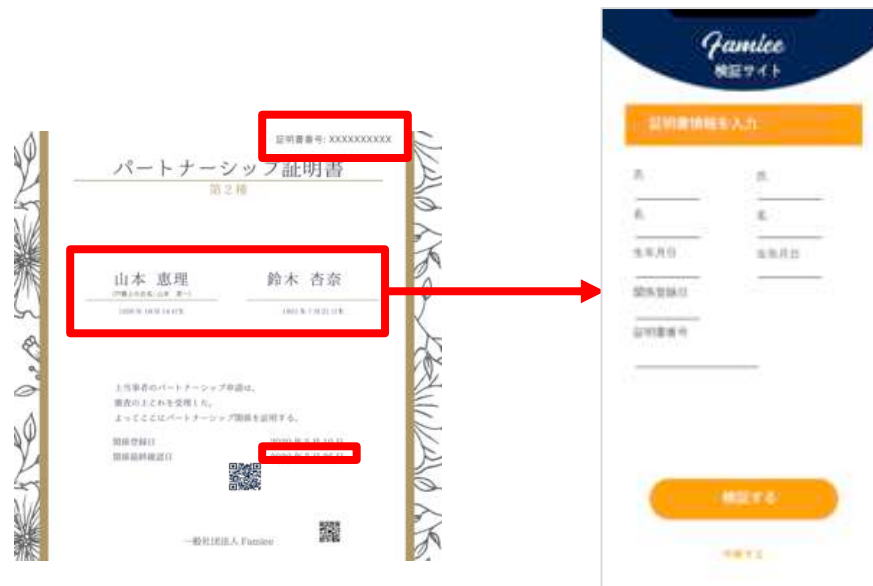 証明書番号: XXXXXXXXXX
パートナーシップ証明書
第2種
山本 恵理
鈴木 杏奈
上当事者のパートナーシップ申請は、
審査の上これを受理した。
よってここにパートナーシップ関係を証明する。
関係登録日
関係最終確認日
一般社団法人 Famiee
Famiee
検証サイト
証明書情報を入力
氏 氏
名 名
生年月日 生年月日
関係登録日
証明書番号
検証する